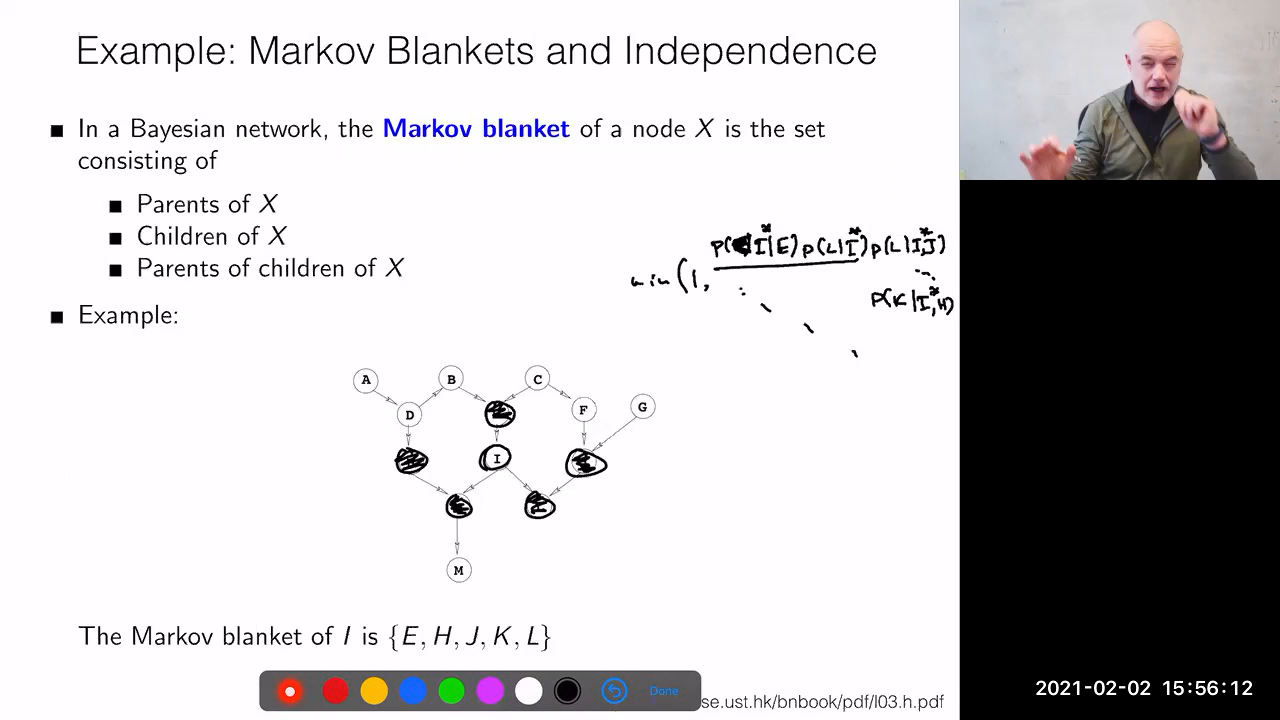 Example: Markov Blankets and Independence
■ In a Bayesian network, the Markov blanket of a node X is the set
consisting of
■ Parents of X
■ Children of X
■ Parents of children of X
p(I*|E)p(L|I*)p(L|I*,J)
min(1,
p(K|I*,H)
■ Example:
A B C
D F G
I
M
The Markov blanket of I is {E, H, J, K, L}
Done
se.ust.hk/bnbook/pdf/l03.h.pdf
2021-02-02 15:56:12